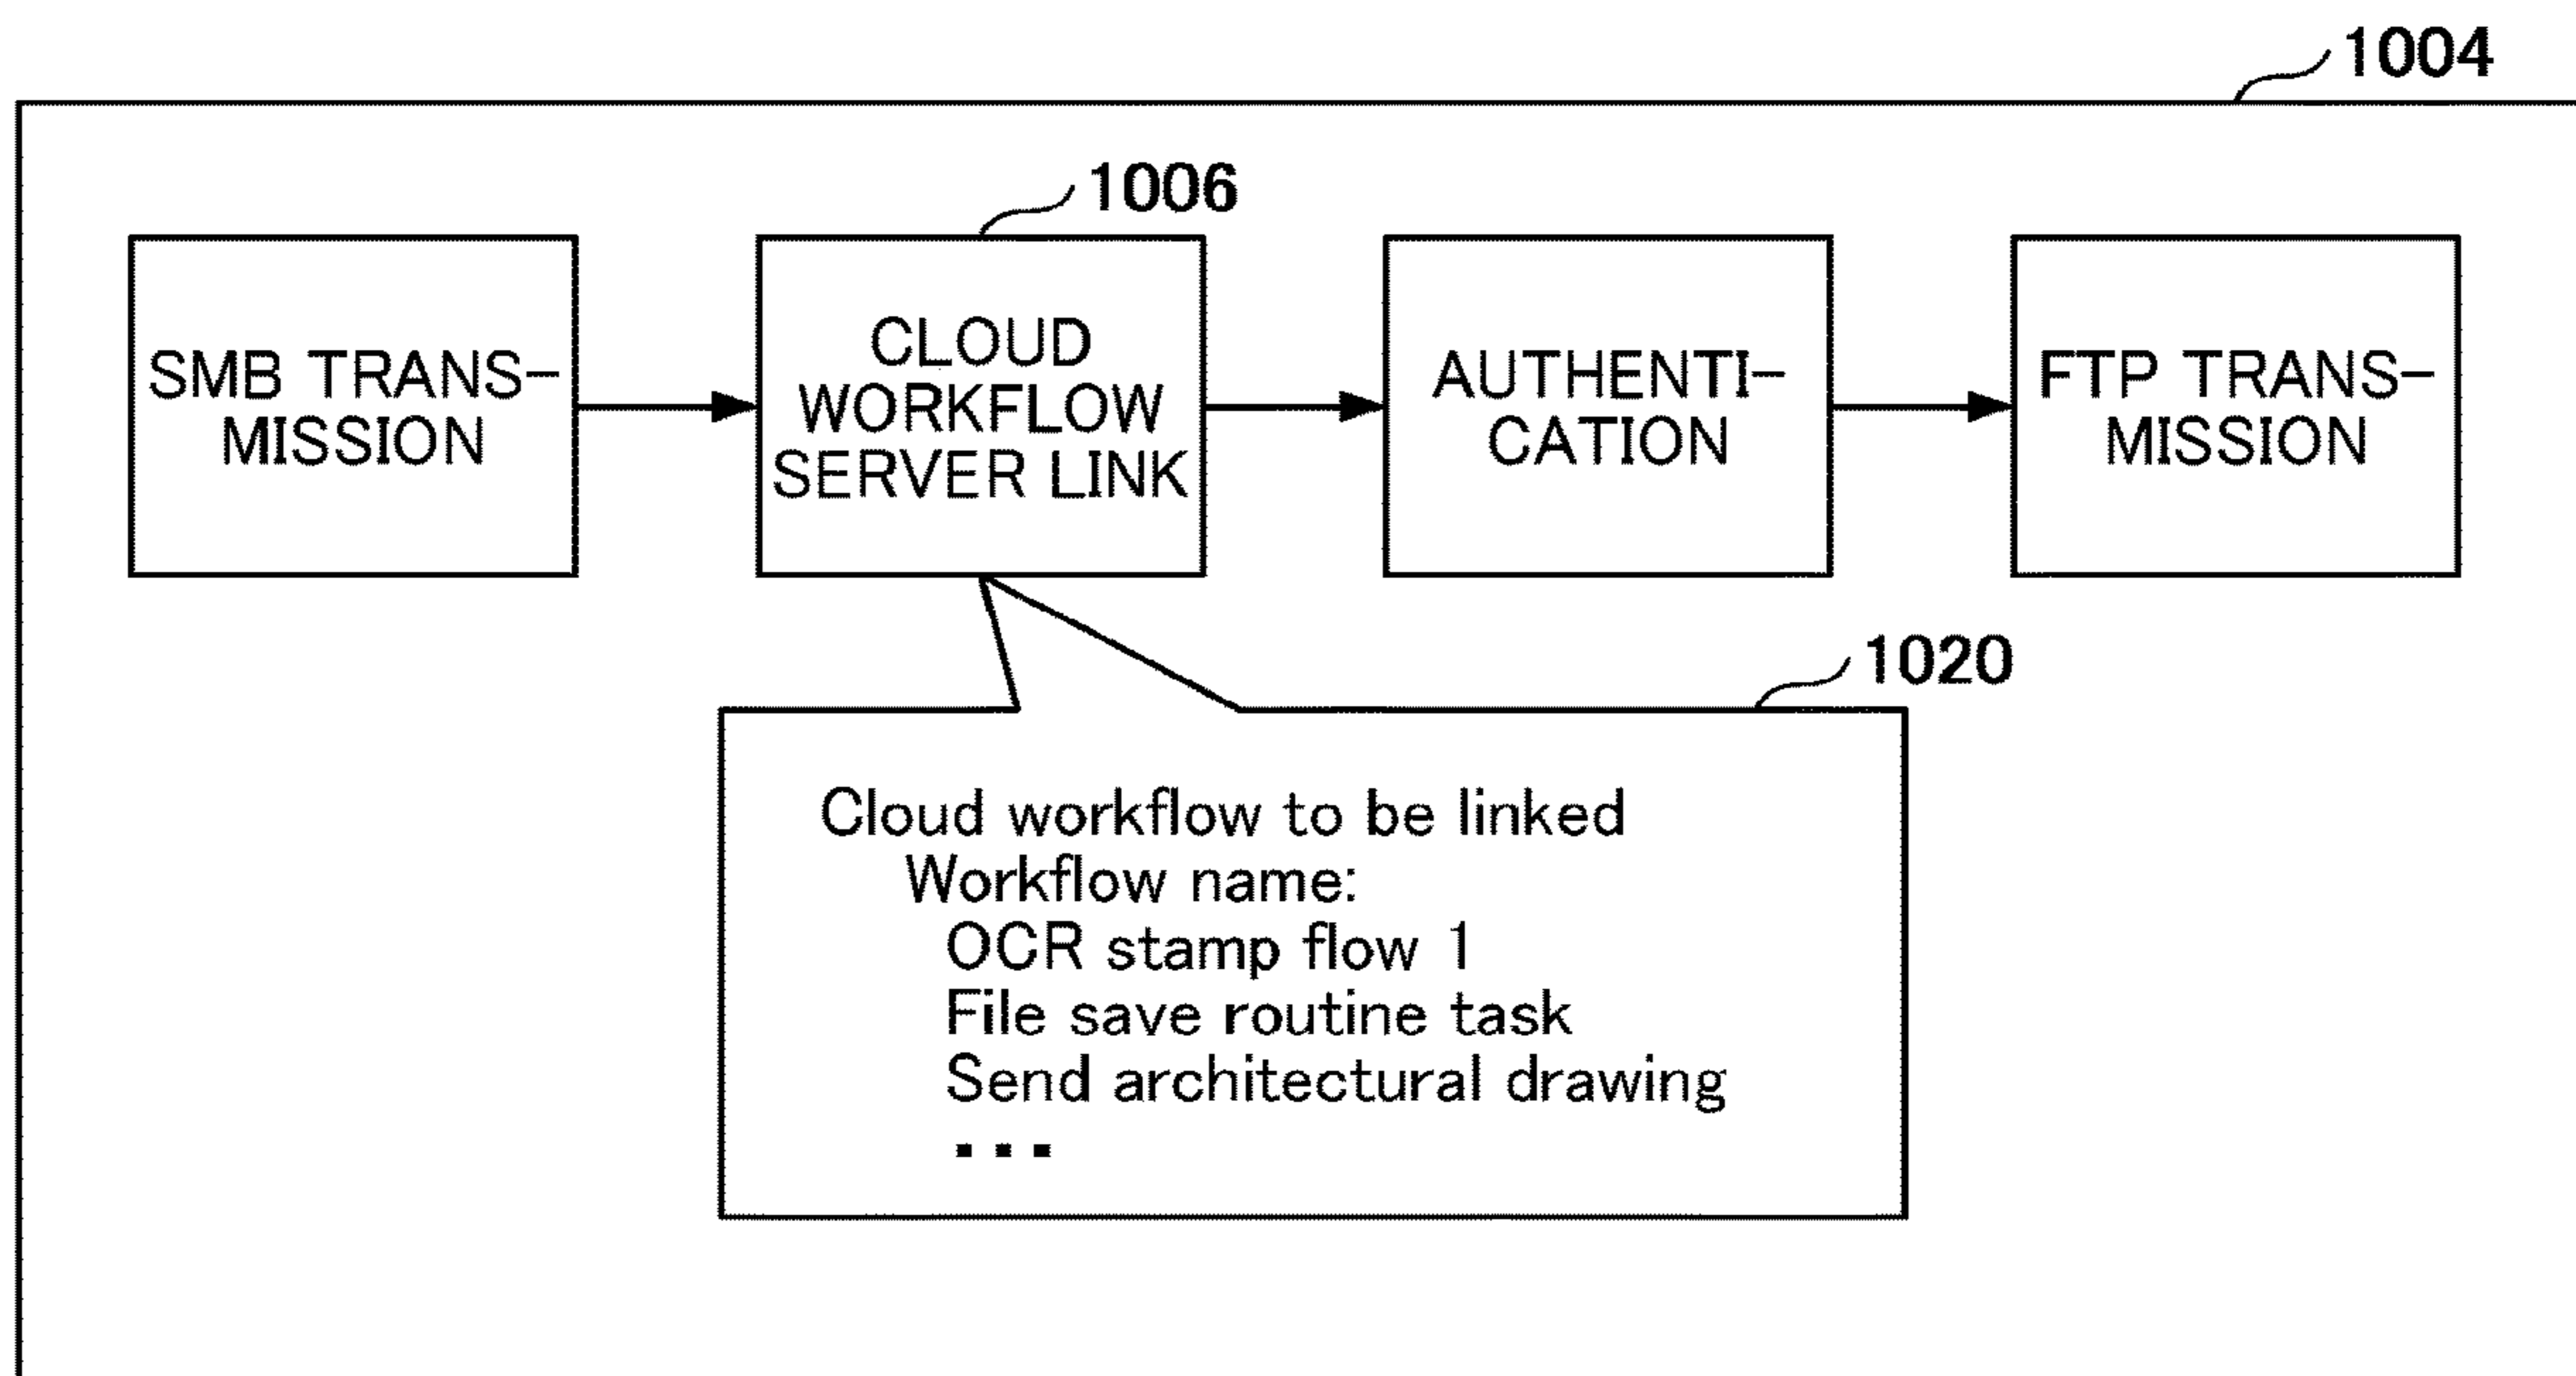 1004
1006
SMB TRANS-
MISSION
CLOUD
WORKFLOW
SERVER LINK
AUTHENTI-
CATION
FTP TRANS-
MISSION
1020
Cloud workflow to be linked
Workflow name:
OCR stamp flow 1
File save routine task
Send architectural drawing
...